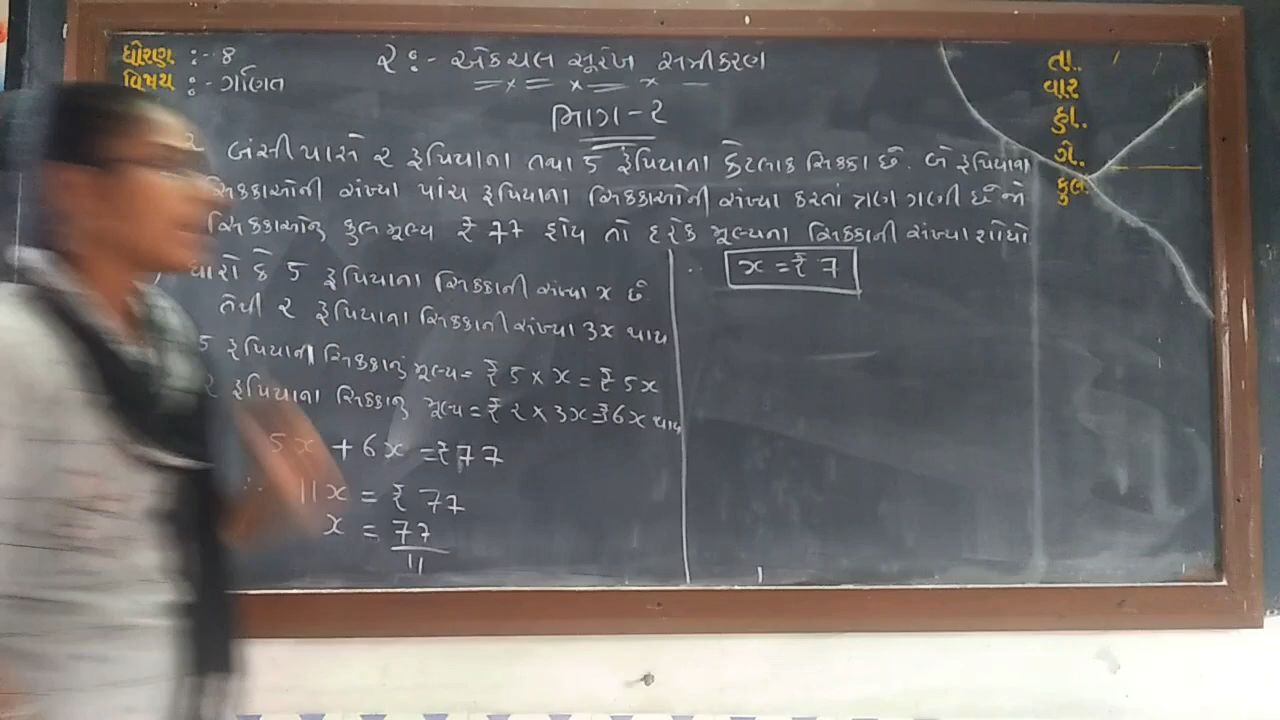 ધોરણ :- 8
૨ :- એકચલ સુરેખ સમીકરણ
વિષય :- ગણિત
ભાગ - ૨
૨ બંસી પાસે ૨ રૂપિયાના તથા 5 રૂપિયાના કેટલાક સિક્કા છે. બે રૂપિયાના
સિક્કાઓની સંખ્યા પાંચ રૂપિયાના સિક્કાઓની સંખ્યા કરતાં ત્રણ ગણી છે જો
સિક્કાઓનું કુલ મૂલ્ય ₹ 77 હોય તો દરેક મૂલ્યના સિક્કાની સંખ્યા શોધો
ધારો કે 5 રૂપિયાના સિક્કાની સંખ્યા x છે
તેથી ૨ રૂપિયાના સિક્કાની સંખ્યા 3x થાય
5 રૂપિયાના સિક્કાનું મૂલ્ય = ₹ 5 × x = ₹ 5x
૨ રૂપિયાના સિક્કાનું મૂલ્ય = ₹ ૨ × 3x = ₹ 6x થાય
5x + 6x = ₹ 77
∴ 11x = ₹ 77
x = 77
11
∴ x = ₹ 7
તા..
વાર
હા..
ગે..
કુલ.